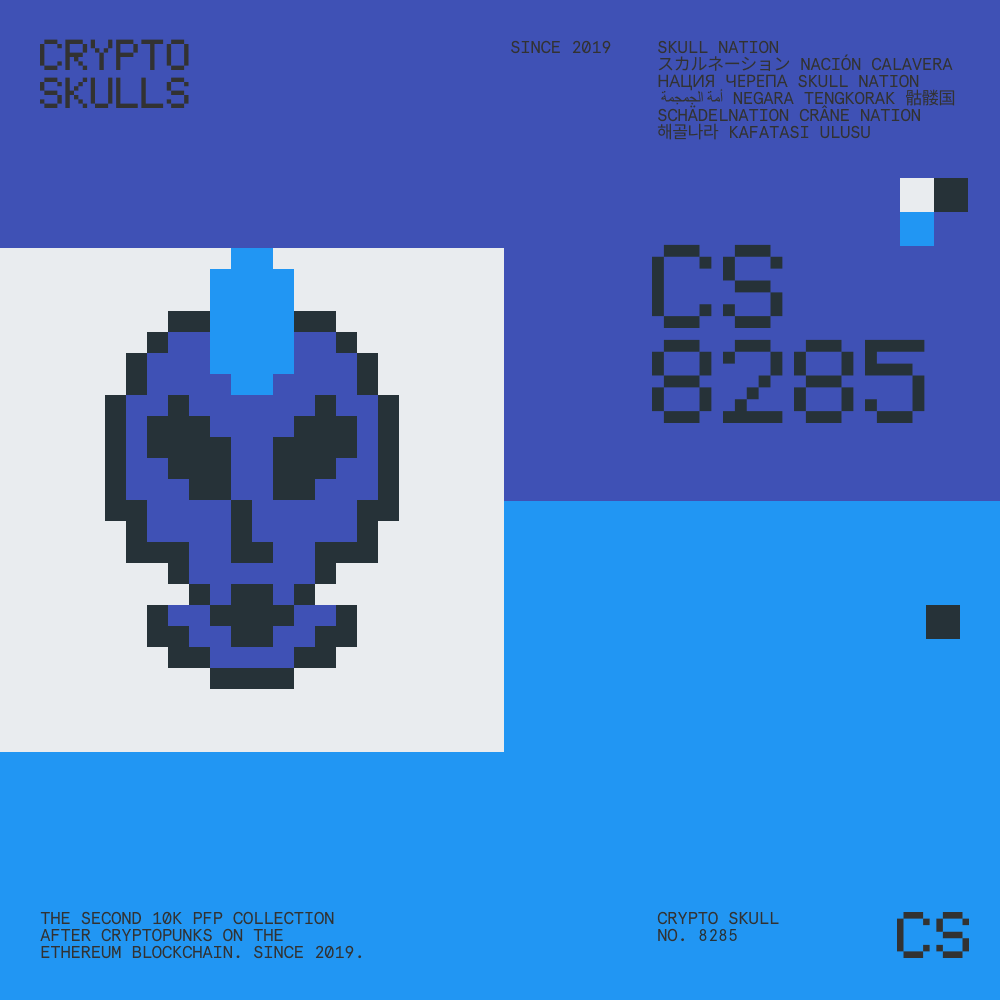 CRYPTO
SKULLS
SINCE 2019
SKULL NATION
スカルネーション NACIÓN CALAVERA
НАЦИЯ ЧЕРЕПА SKULL NATION
أمة الجمجمة NEGARA TENGKORAK 骷髅国
SCHÄDELNATION CRÂNE NATION
해골나라 KAFATASI ULUSU
CS
8285
THE SECOND 10K PFP COLLECTION
AFTER CRYPTOPUNKS ON THE
ETHEREUM BLOCKCHAIN. SINCE 2019.
CRYPTO SKULL
NO. 8285
CS